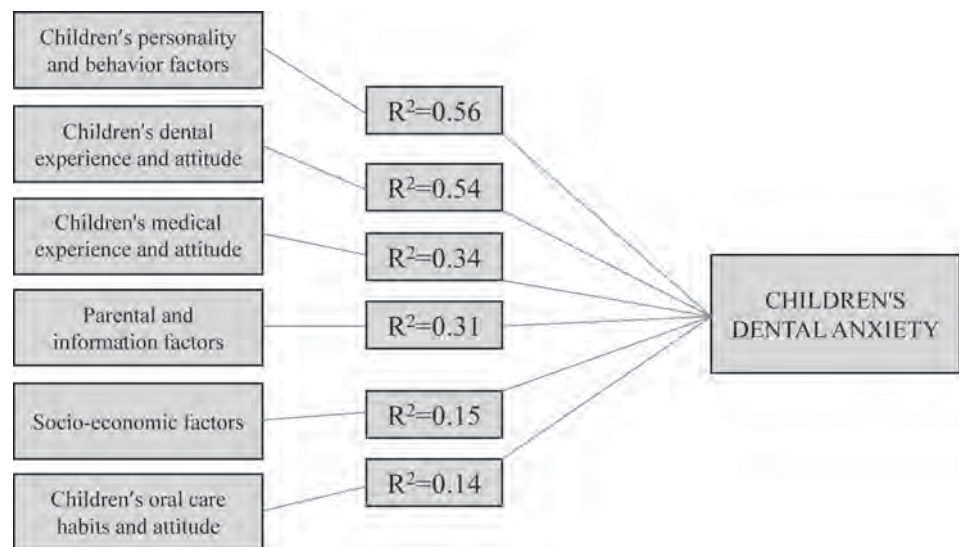 Children's personality
and behavior factors
R²=0.56
Children's dental
experience and attitude
R²=0.54
Children's medical
experience and attitude
R²=0.34
Parental and
information factors
R²=0.31
Socio-economic factors
R²=0.15
Children's oral care
habits and attitude
R²=0.14
CHILDREN'S
DENTAL ANXIETY